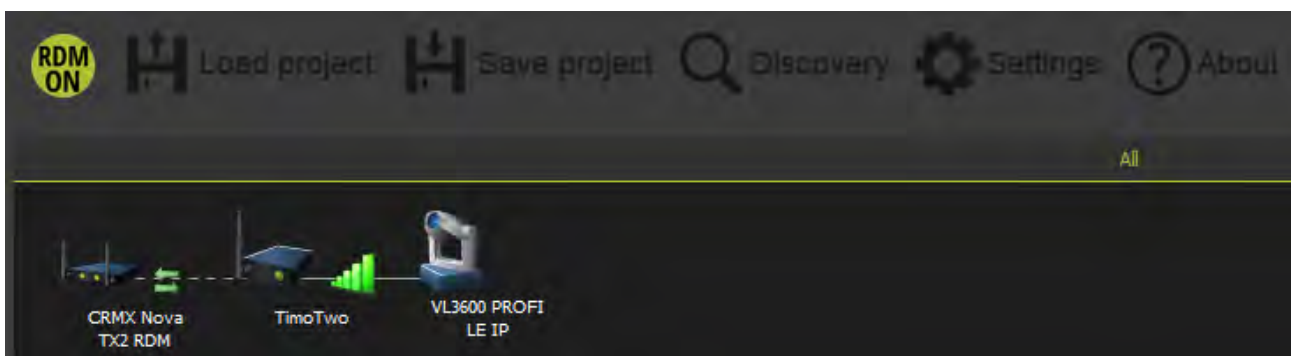 RDM
ON
Load project
Save project
Discovery
Settings
? About
All
CRMX Nova
TX2 RDM
TimoTwo
VL3600 PROFI
LE IP